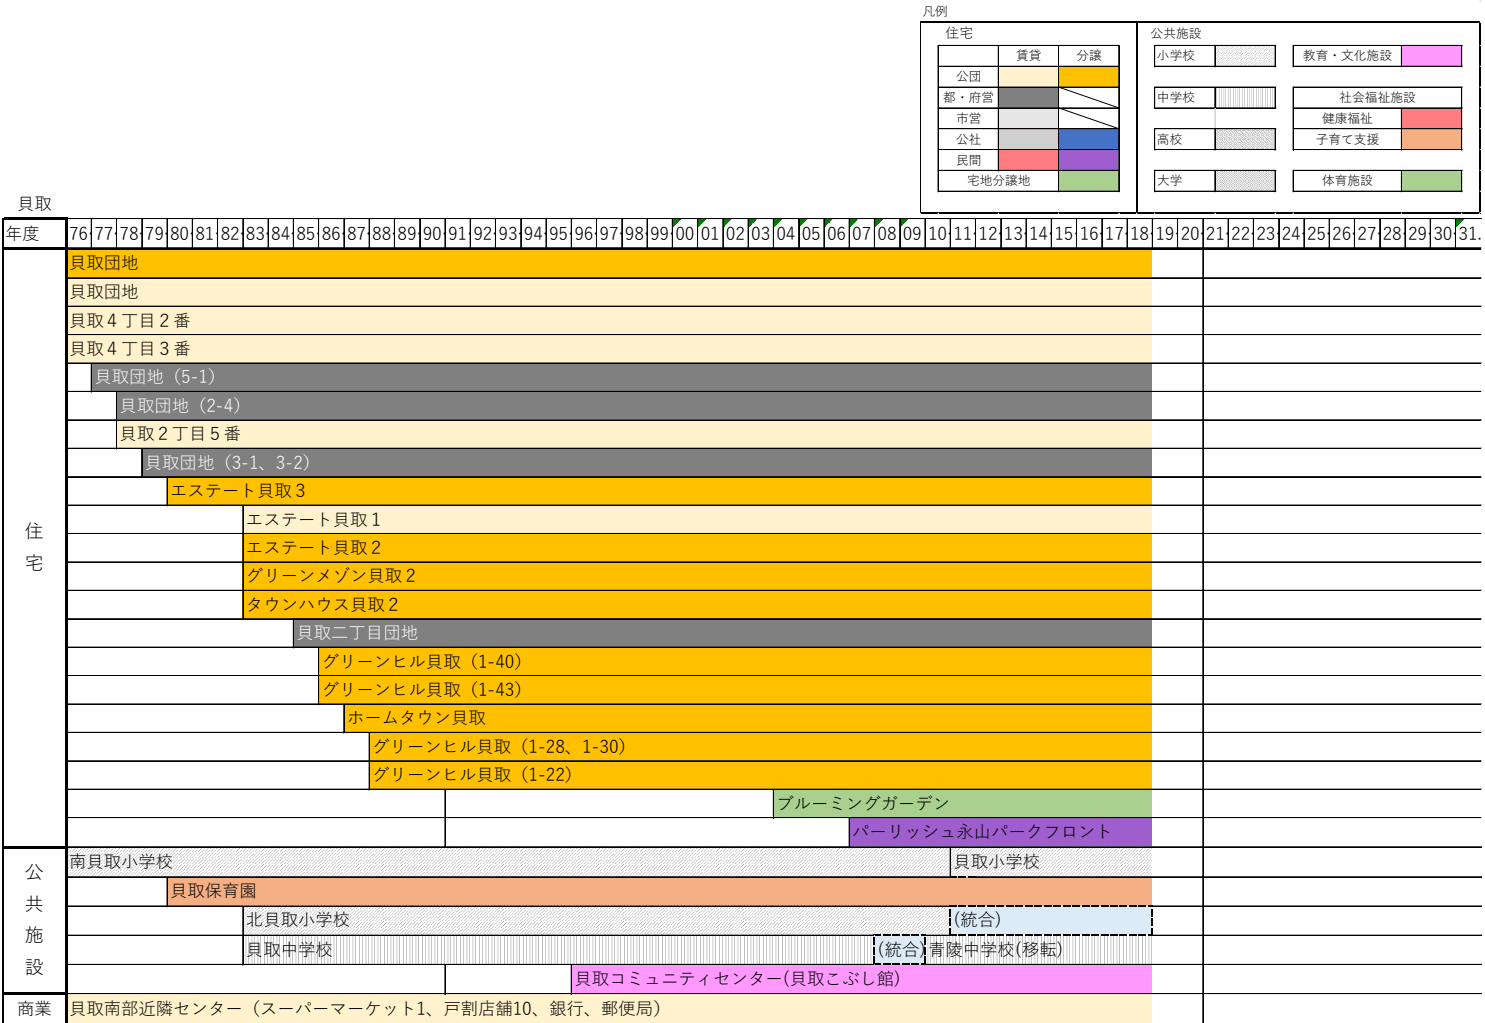 凡例
住宅
賃貸 分譲
公団
都・府営
市営
公社
民間
宅地分譲地
公共施設
小学校 教育・文化施設
中学校 社会福祉施設
健康福祉
高校 子育て支援
大学 体育施設
貝取
年度 76 77 78 79 80 81 82 83 84 85 86 87 88 89 90 91 92 93 94 95 96 97 98 99 00 01 02 03 04 05 06 07 08 09 10 11 12 13 14 15 16 17 18 19 20 21 22 23 24 25 26 27 28 29 30 31.
住宅
貝取団地
貝取団地
貝取4丁目2番
貝取4丁目3番
貝取団地（5-1）
貝取団地（2-4）
貝取2丁目5番
貝取団地（3-1、3-2）
エステート貝取3
エステート貝取1
エステート貝取2
グリーンメゾン貝取2
タウンハウス貝取2
貝取二丁目団地
グリーンヒル貝取（1-40）
グリーンヒル貝取（1-43）
ホームタウン貝取
グリーンヒル貝取（1-28、1-30）
グリーンヒル貝取（1-22）
ブルーミングガーデン
パーリッシュ永山パークフロント
公共施設
南貝取小学校 貝取小学校
貝取保育園
北貝取小学校 (統合)
貝取中学校 (統合) 青陵中学校(移転)
貝取コミュニティセンター(貝取こぶし館)
商業 貝取南部近隣センター（スーパーマーケット1、戸割店舗10、銀行、郵便局）